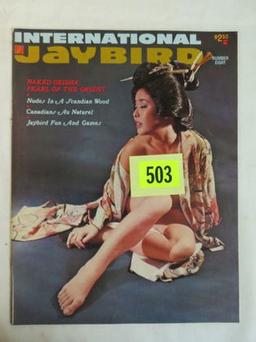 INTERNATIONAL
$2.50
JAYBIRD
NUMBER
EIGHT
NAKED GEISHA:
PEARL OF THE ORIENT
Nudes In A Scandian Wood
Canadians Au Naturel
Jaybird Fun And Games
503